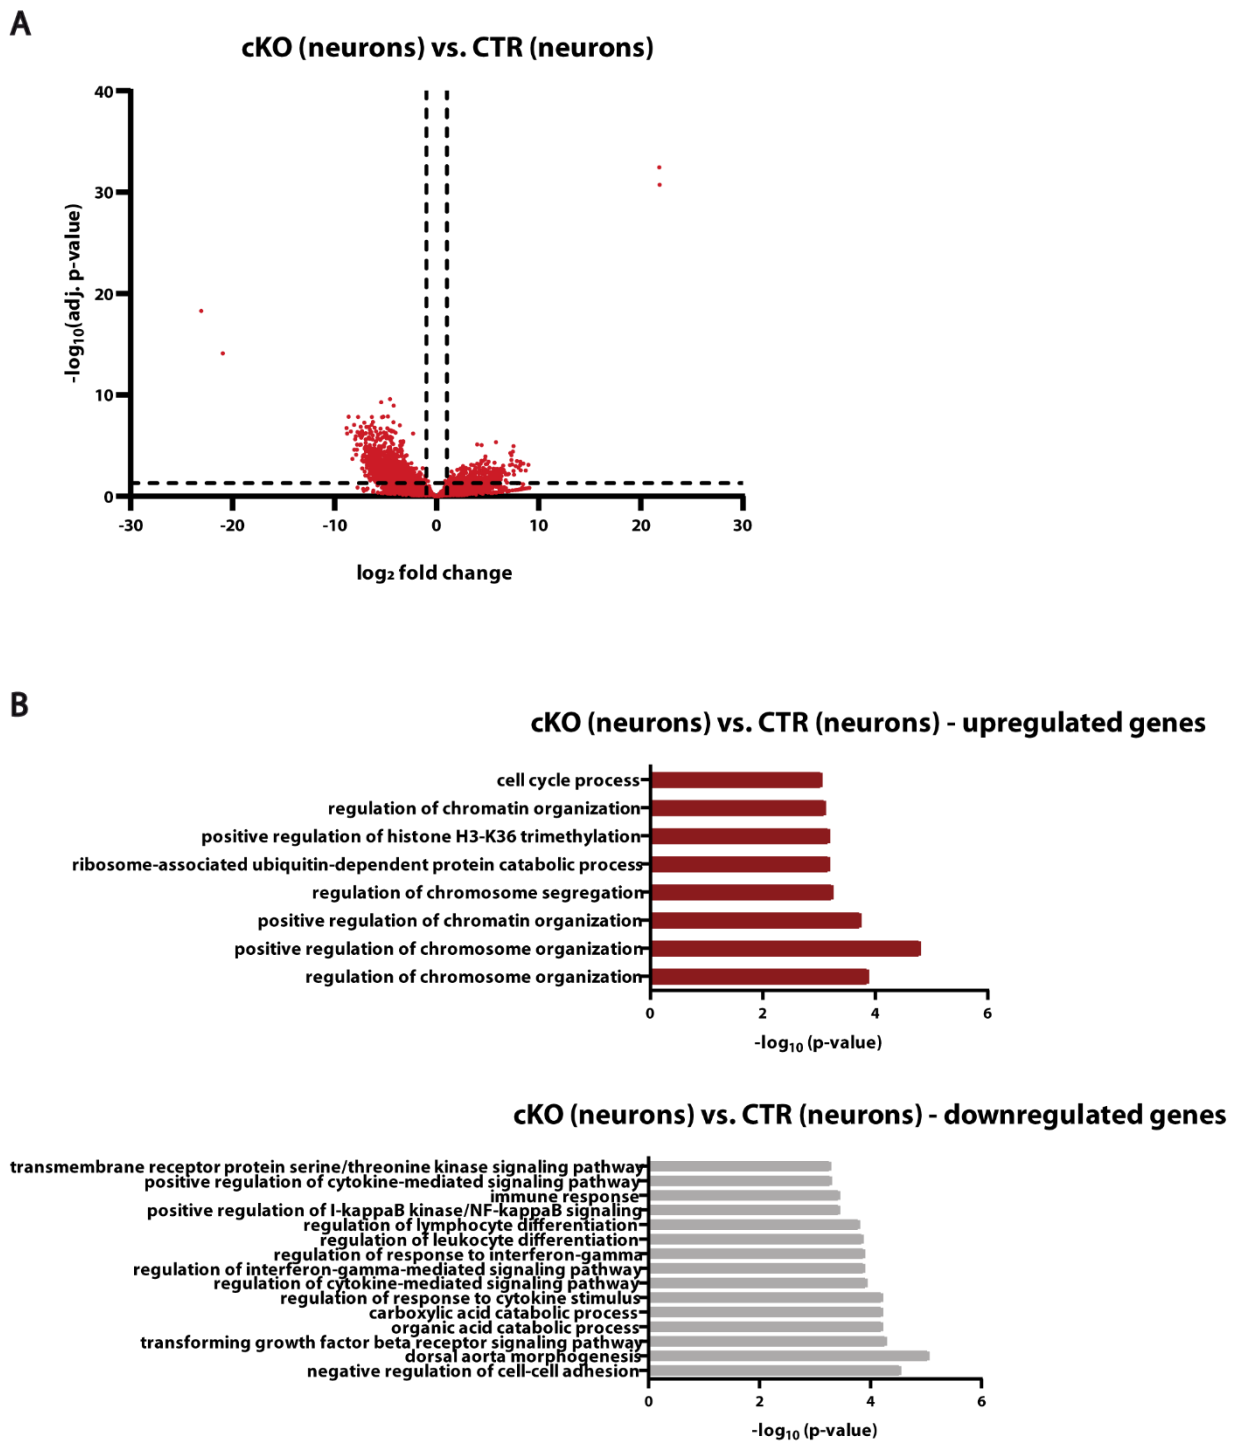 A
cKO (neurons) vs. CTR (neurons)
40
30
20
10
0
-log10(adj. p-value)
-30 -20 -10 0 10 20 30
log2 fold change
B
cKO (neurons) vs. CTR (neurons) - upregulated genes
cell cycle process
regulation of chromatin organization
positive regulation of histone H3-K36 trimethylation
ribosome-associated ubiquitin-dependent protein catabolic process
regulation of chromosome segregation
positive regulation of chromatin organization
positive regulation of chromosome organization
regulation of chromosome organization
0 2 4 6
-log10 (p-value)
cKO (neurons) vs. CTR (neurons) - downregulated genes
transmembrane receptor protein serine/threonine kinase signaling pathway
positive regulation of cytokine-mediated signaling pathway
immune response
positive regulation of I-kappaB kinase/NF-kappaB signaling
regulation of lymphocyte differentiation
regulation of leukocyte differentiation
regulation of response to interferon-gamma
regulation of interferon-gamma-mediated signaling pathway
regulation of cytokine-mediated signaling pathway
regulation of response to cytokine stimulus
carboxylic acid catabolic process
organic acid catabolic process
transforming growth factor beta receptor signaling pathway
dorsal aorta morphogenesis
negative regulation of cell-cell adhesion
0 2 4 6
-log10 (p-value)